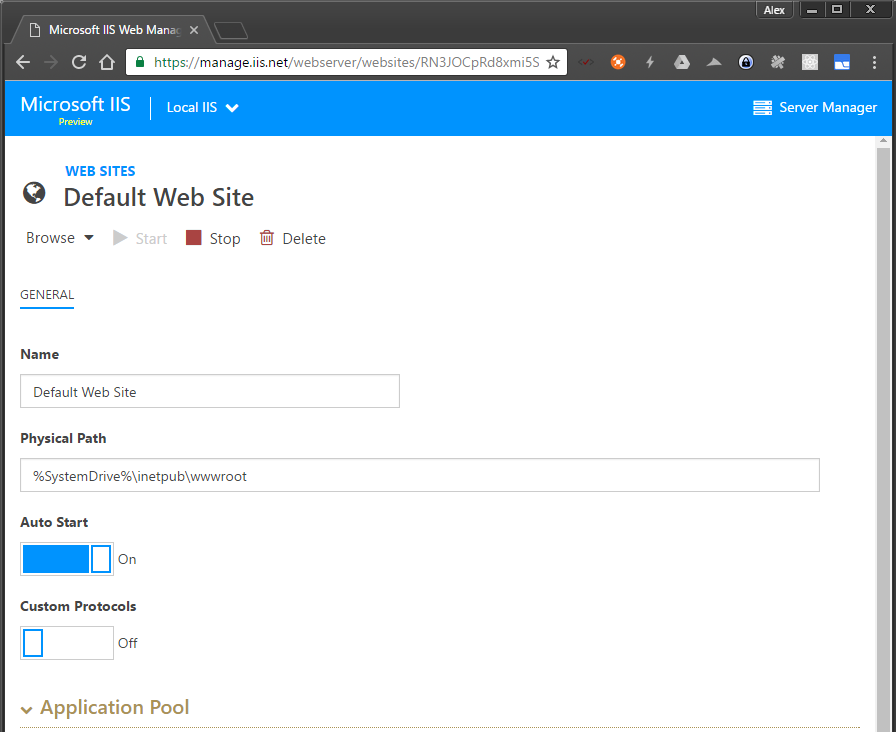 Alex
Microsoft IIS Web Manag
https://manage.iis.net/webserver/websites/RN3JOCpRd8xmi5S
Microsoft IIS
Preview
Local IIS
Server Manager
WEB SITES
Default Web Site
Browse Start Stop Delete
GENERAL
Name
Default Web Site
Physical Path
%SystemDrive%\inetpub\wwwroot
Auto Start
On
Custom Protocols
Off
Application Pool